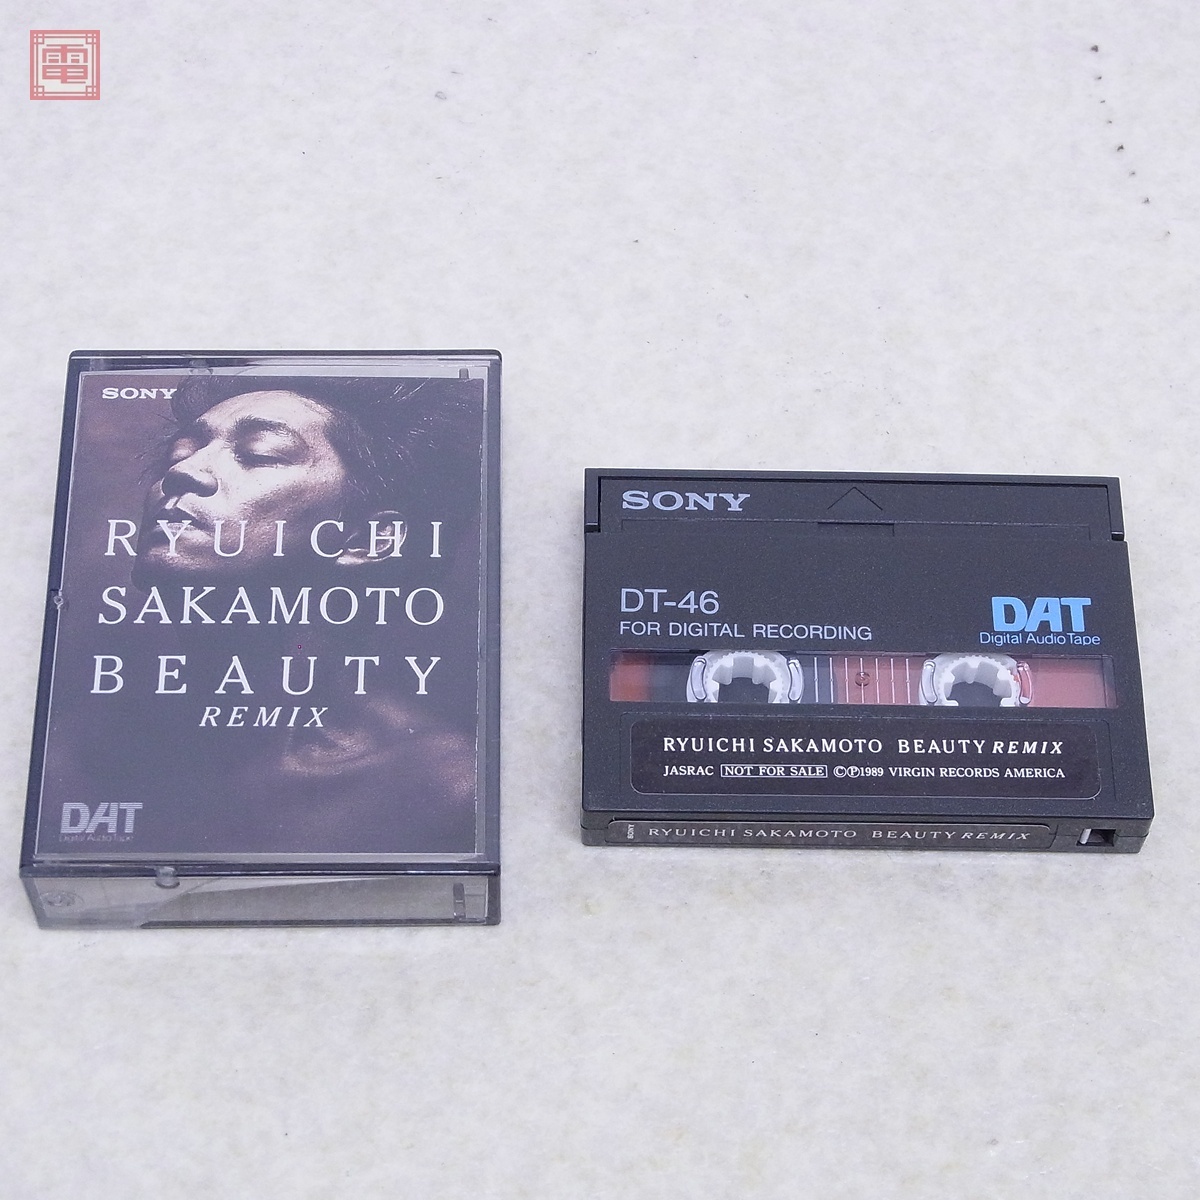 電
SONY
RYUICHI
SAKAMOTO
BEAUTY
REMIX
DAT
Digital Audio Tape
SONY
DT-46
FOR DIGITAL RECORDING
DAT
Digital Audio Tape
RYUICHI SAKAMOTO BEAUTY REMIX
JASRAC NOT FOR SALE ©℗1989 VIRGIN RECORDS AMERICA
SONY
RYUICHI SAKAMOTO BEAUTY REMIX